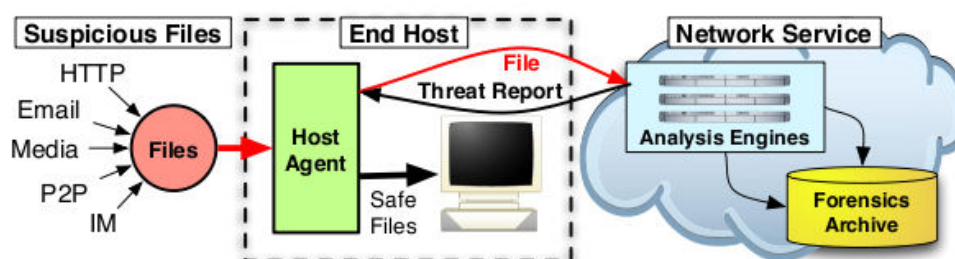 Suspicious Files
HTTP
Email
Media
P2P
IM
Files
End Host
Host
Agent
File
Threat Report
Safe
Files
Network Service
Analysis Engines
Forensics
Archive